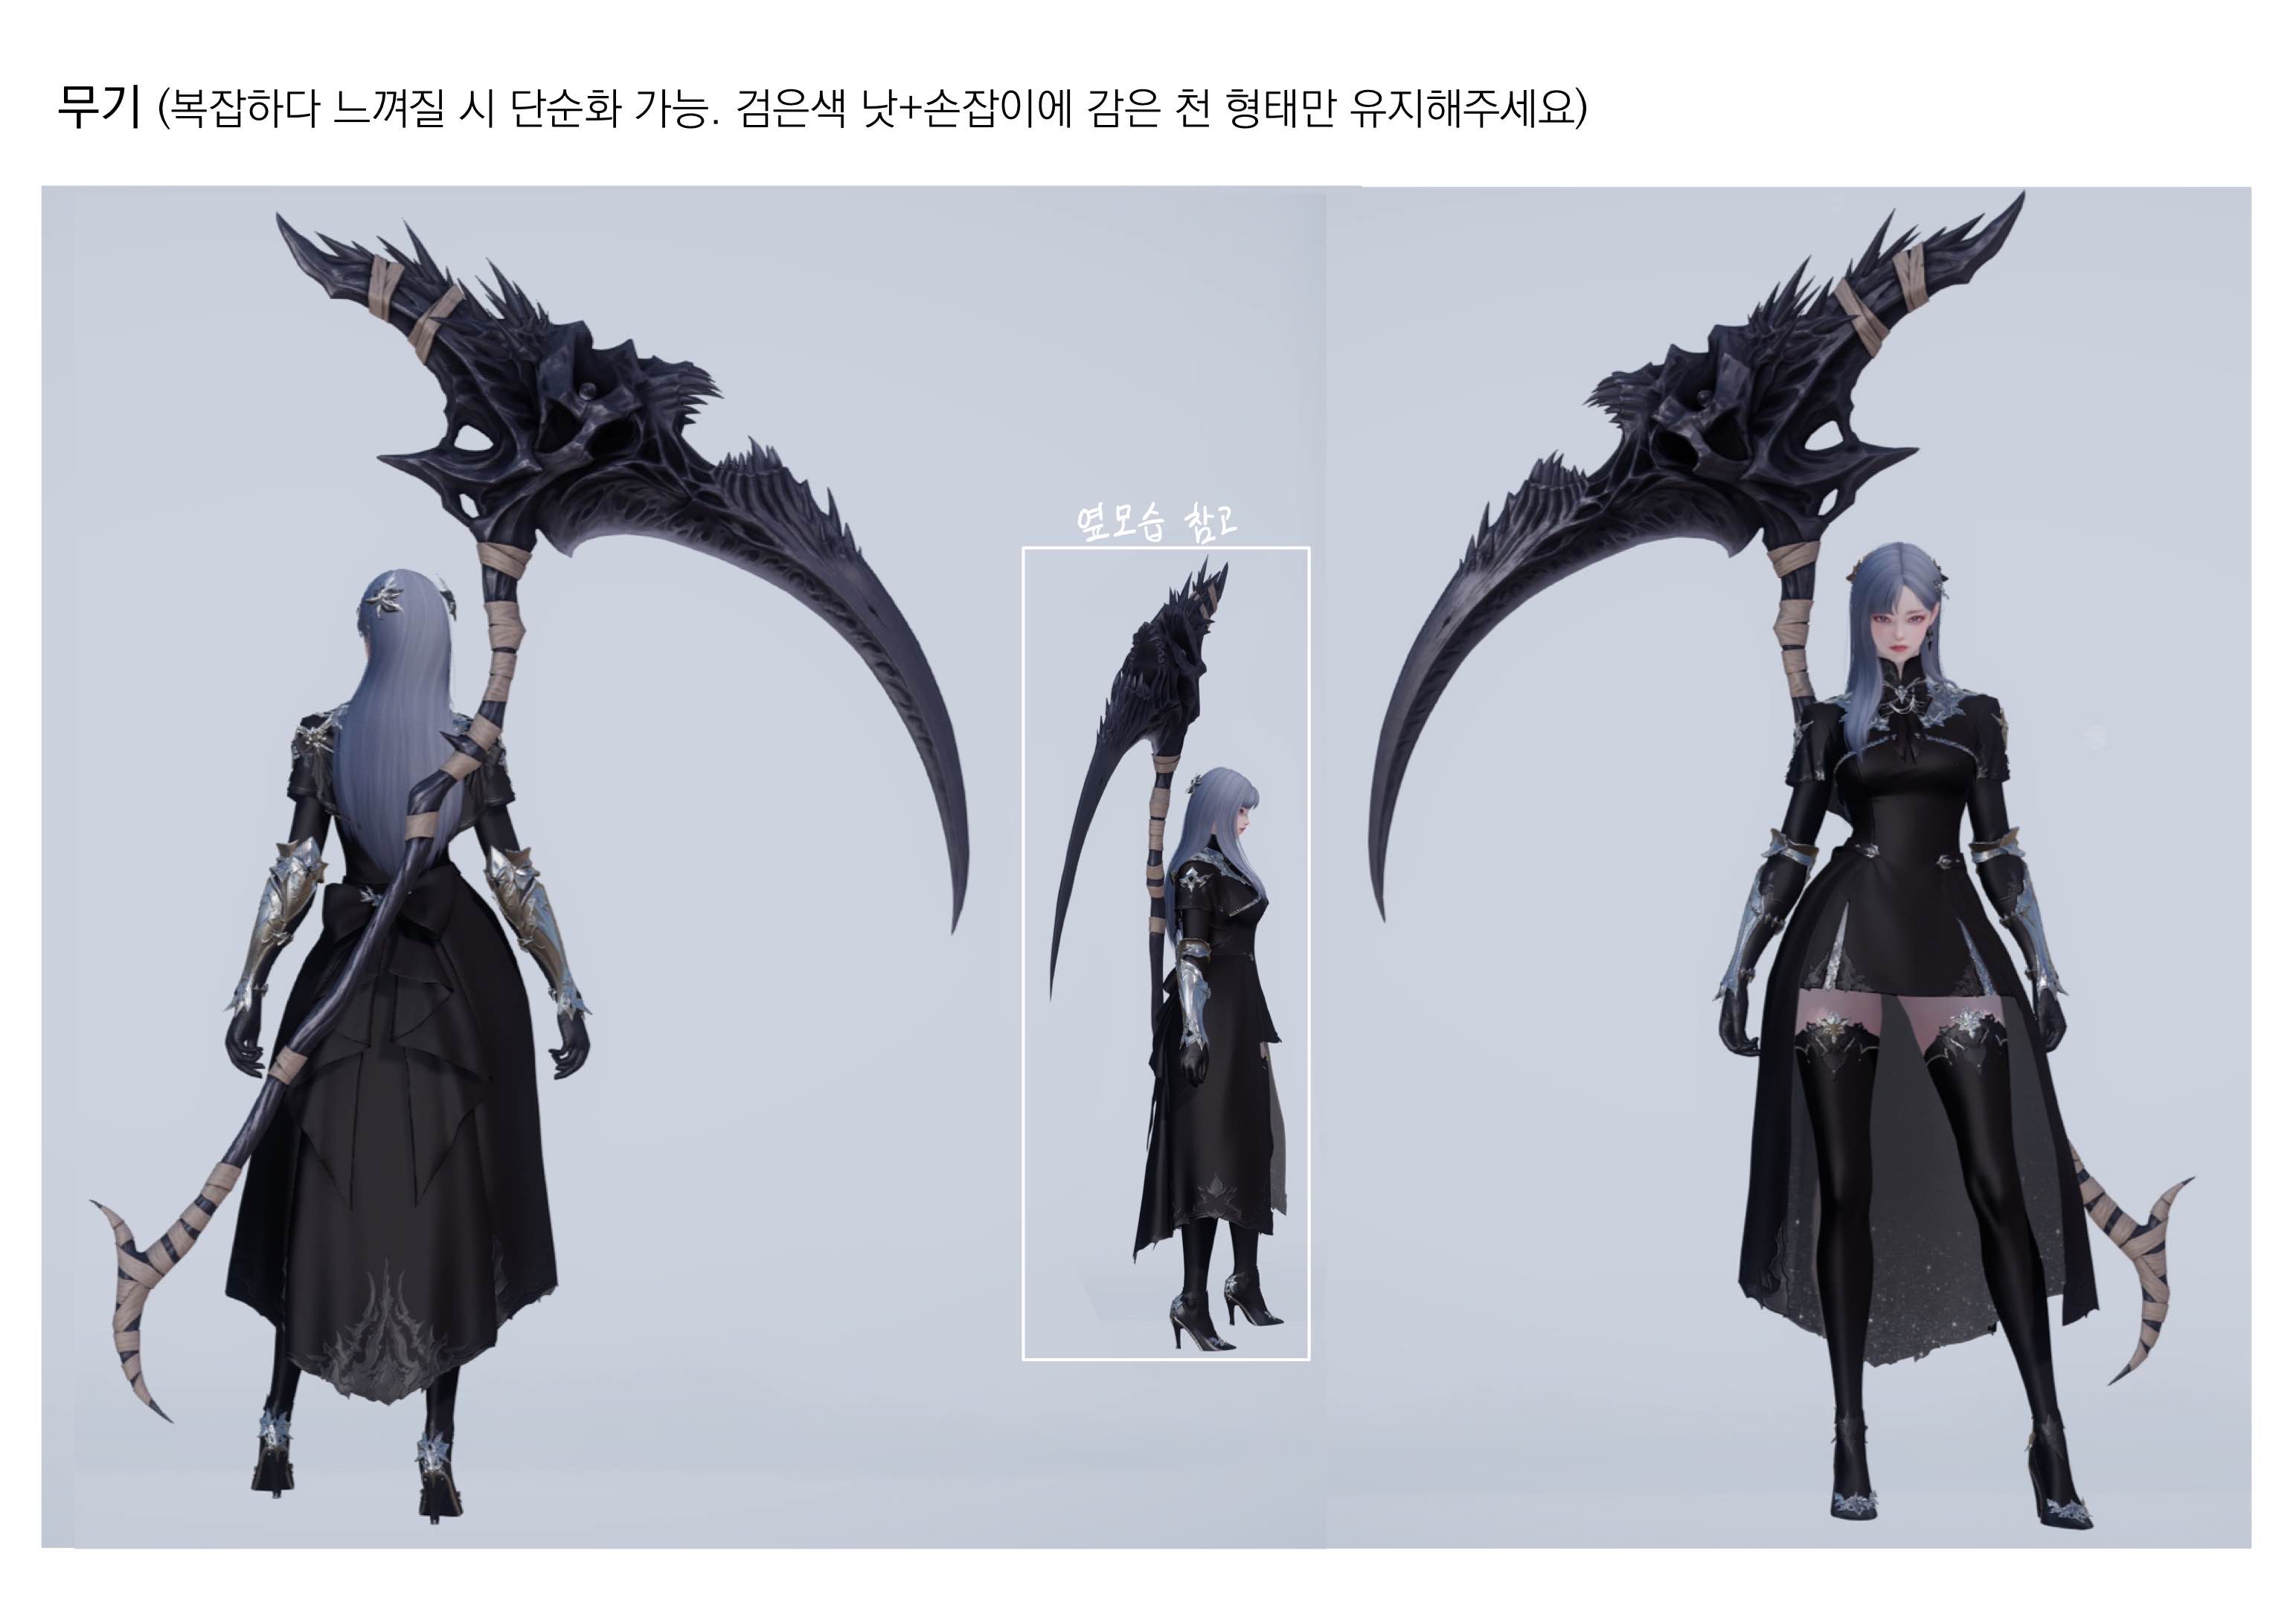 무기 (복잡하다 느껴질 시 단순화 가능. 검은색 낫+손잡이에 감은 천 형태만 유지해주세요)
옆모습 참고